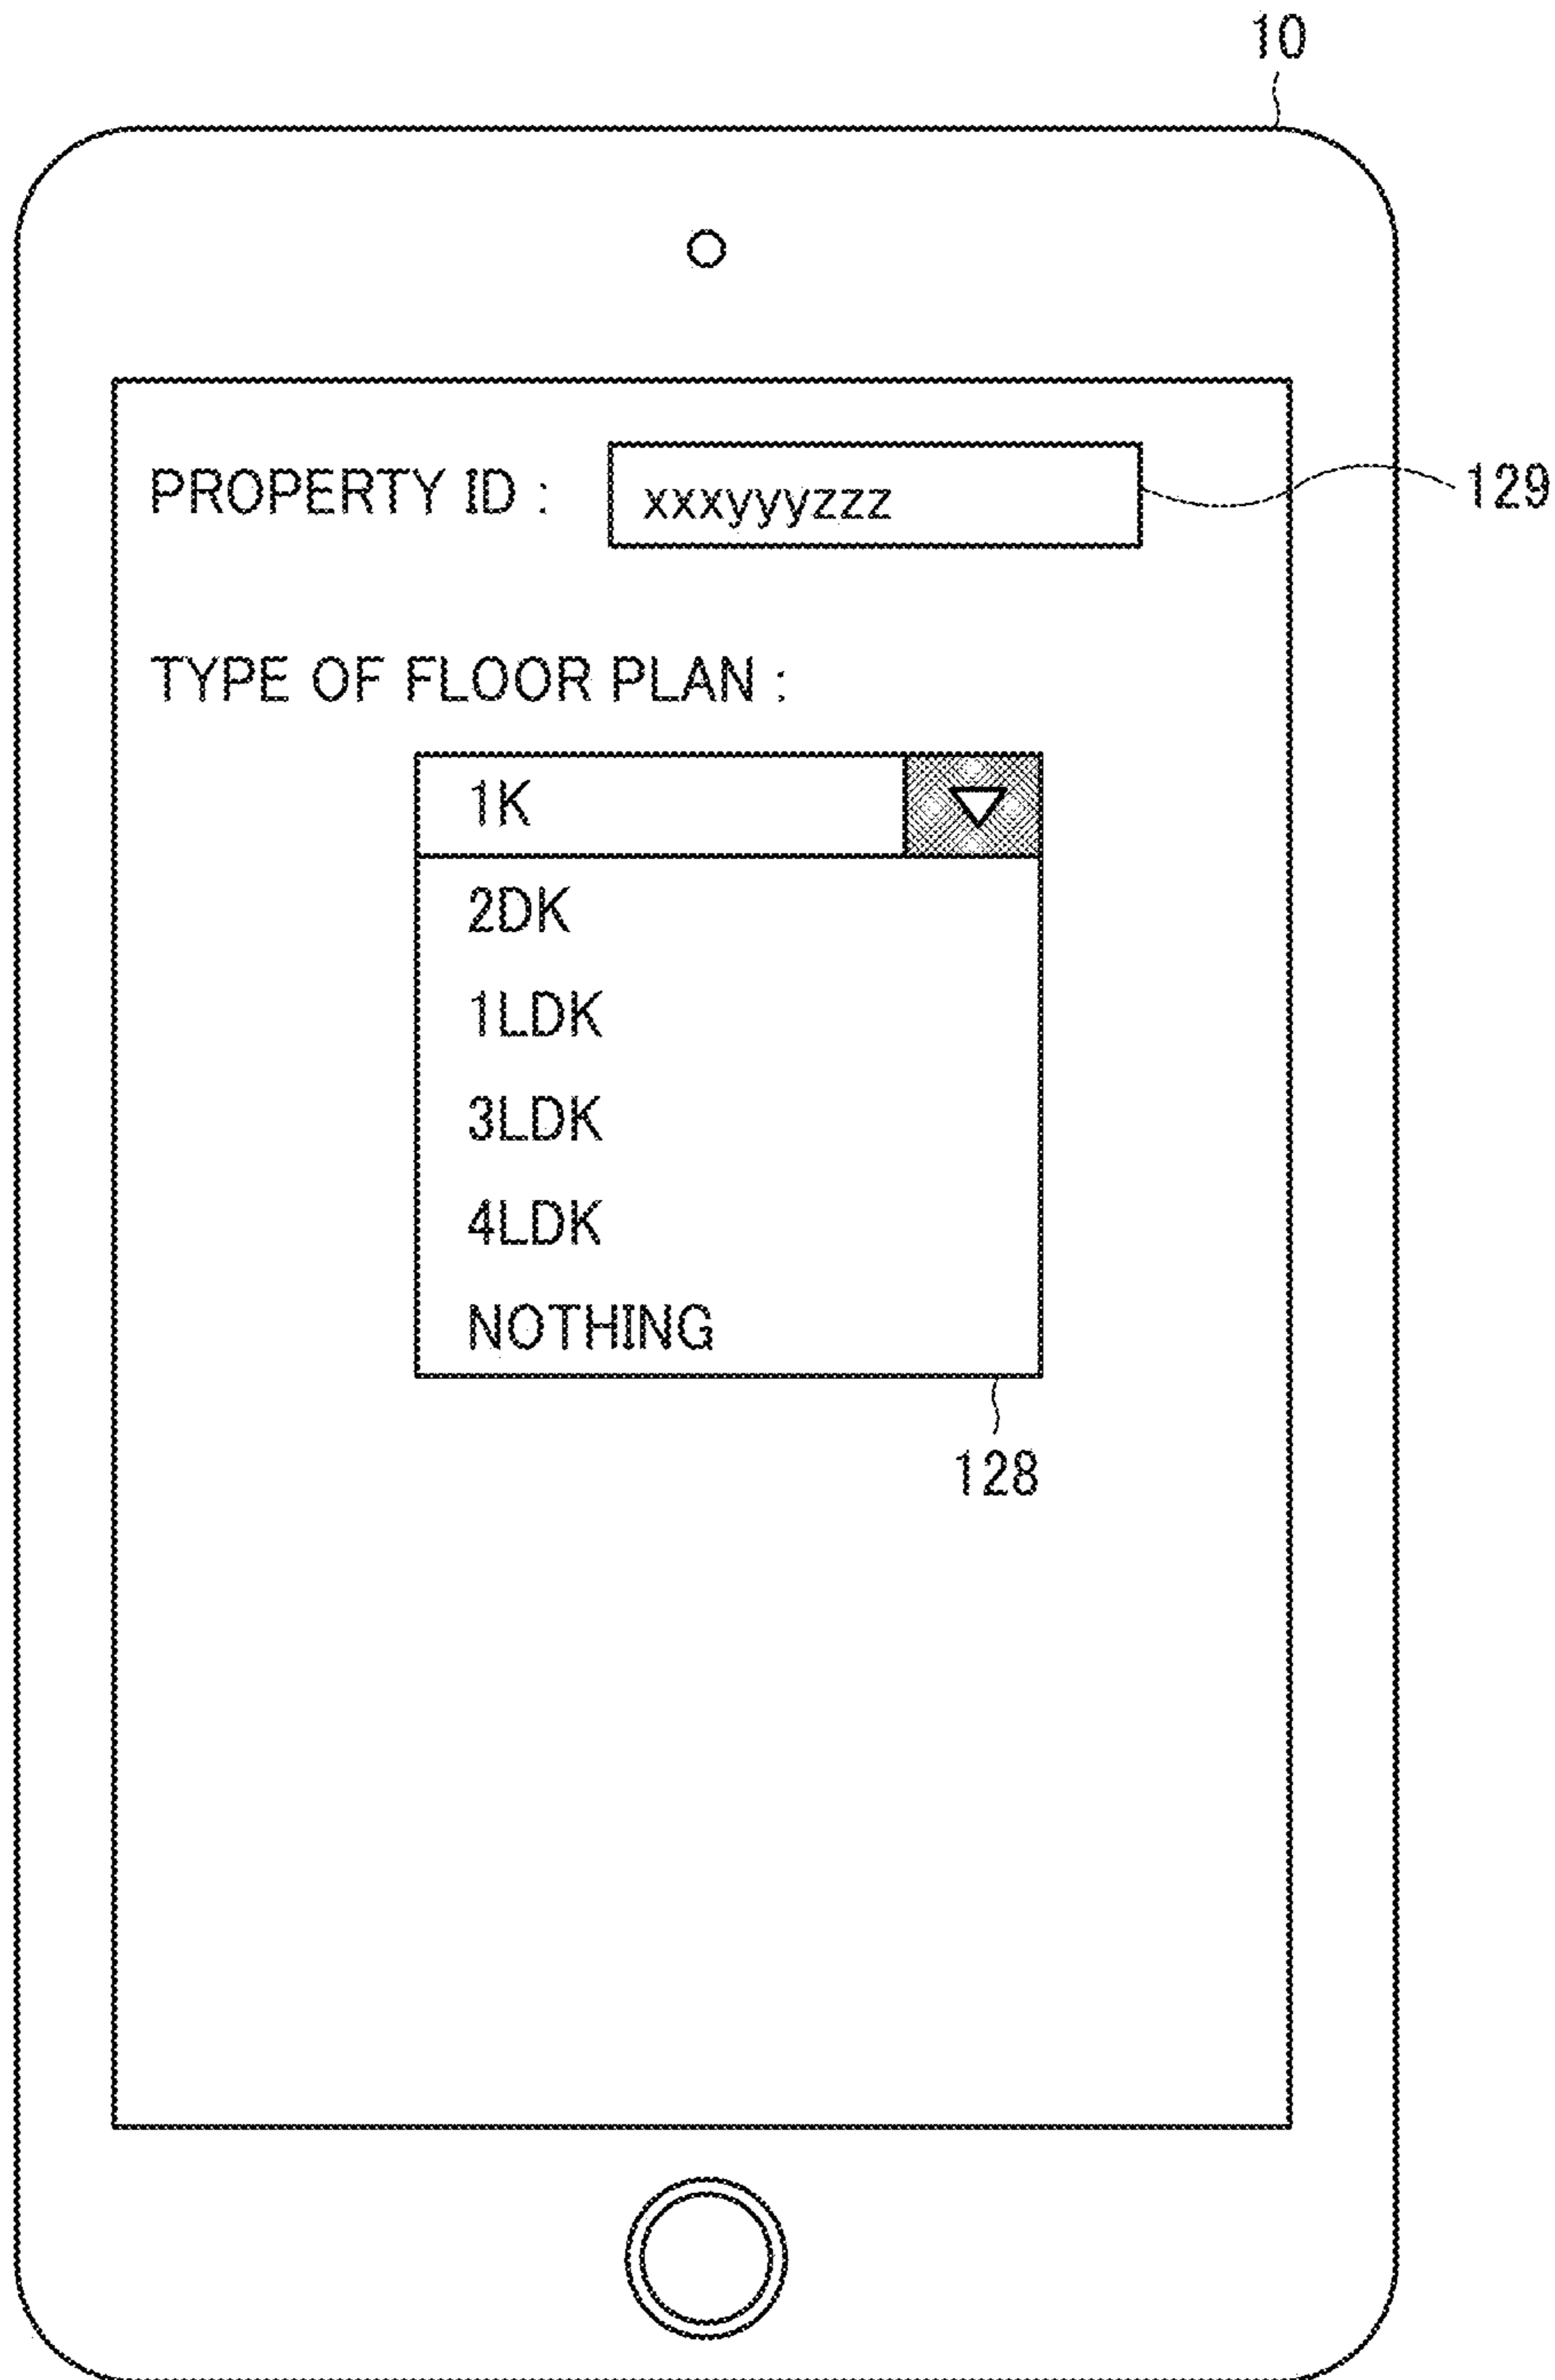 10
PROPERTY ID : xxxyyyzzz
129
TYPE OF FLOOR PLAN :
1K
2DK
1LDK
3LDK
4LDK
NOTHING
128